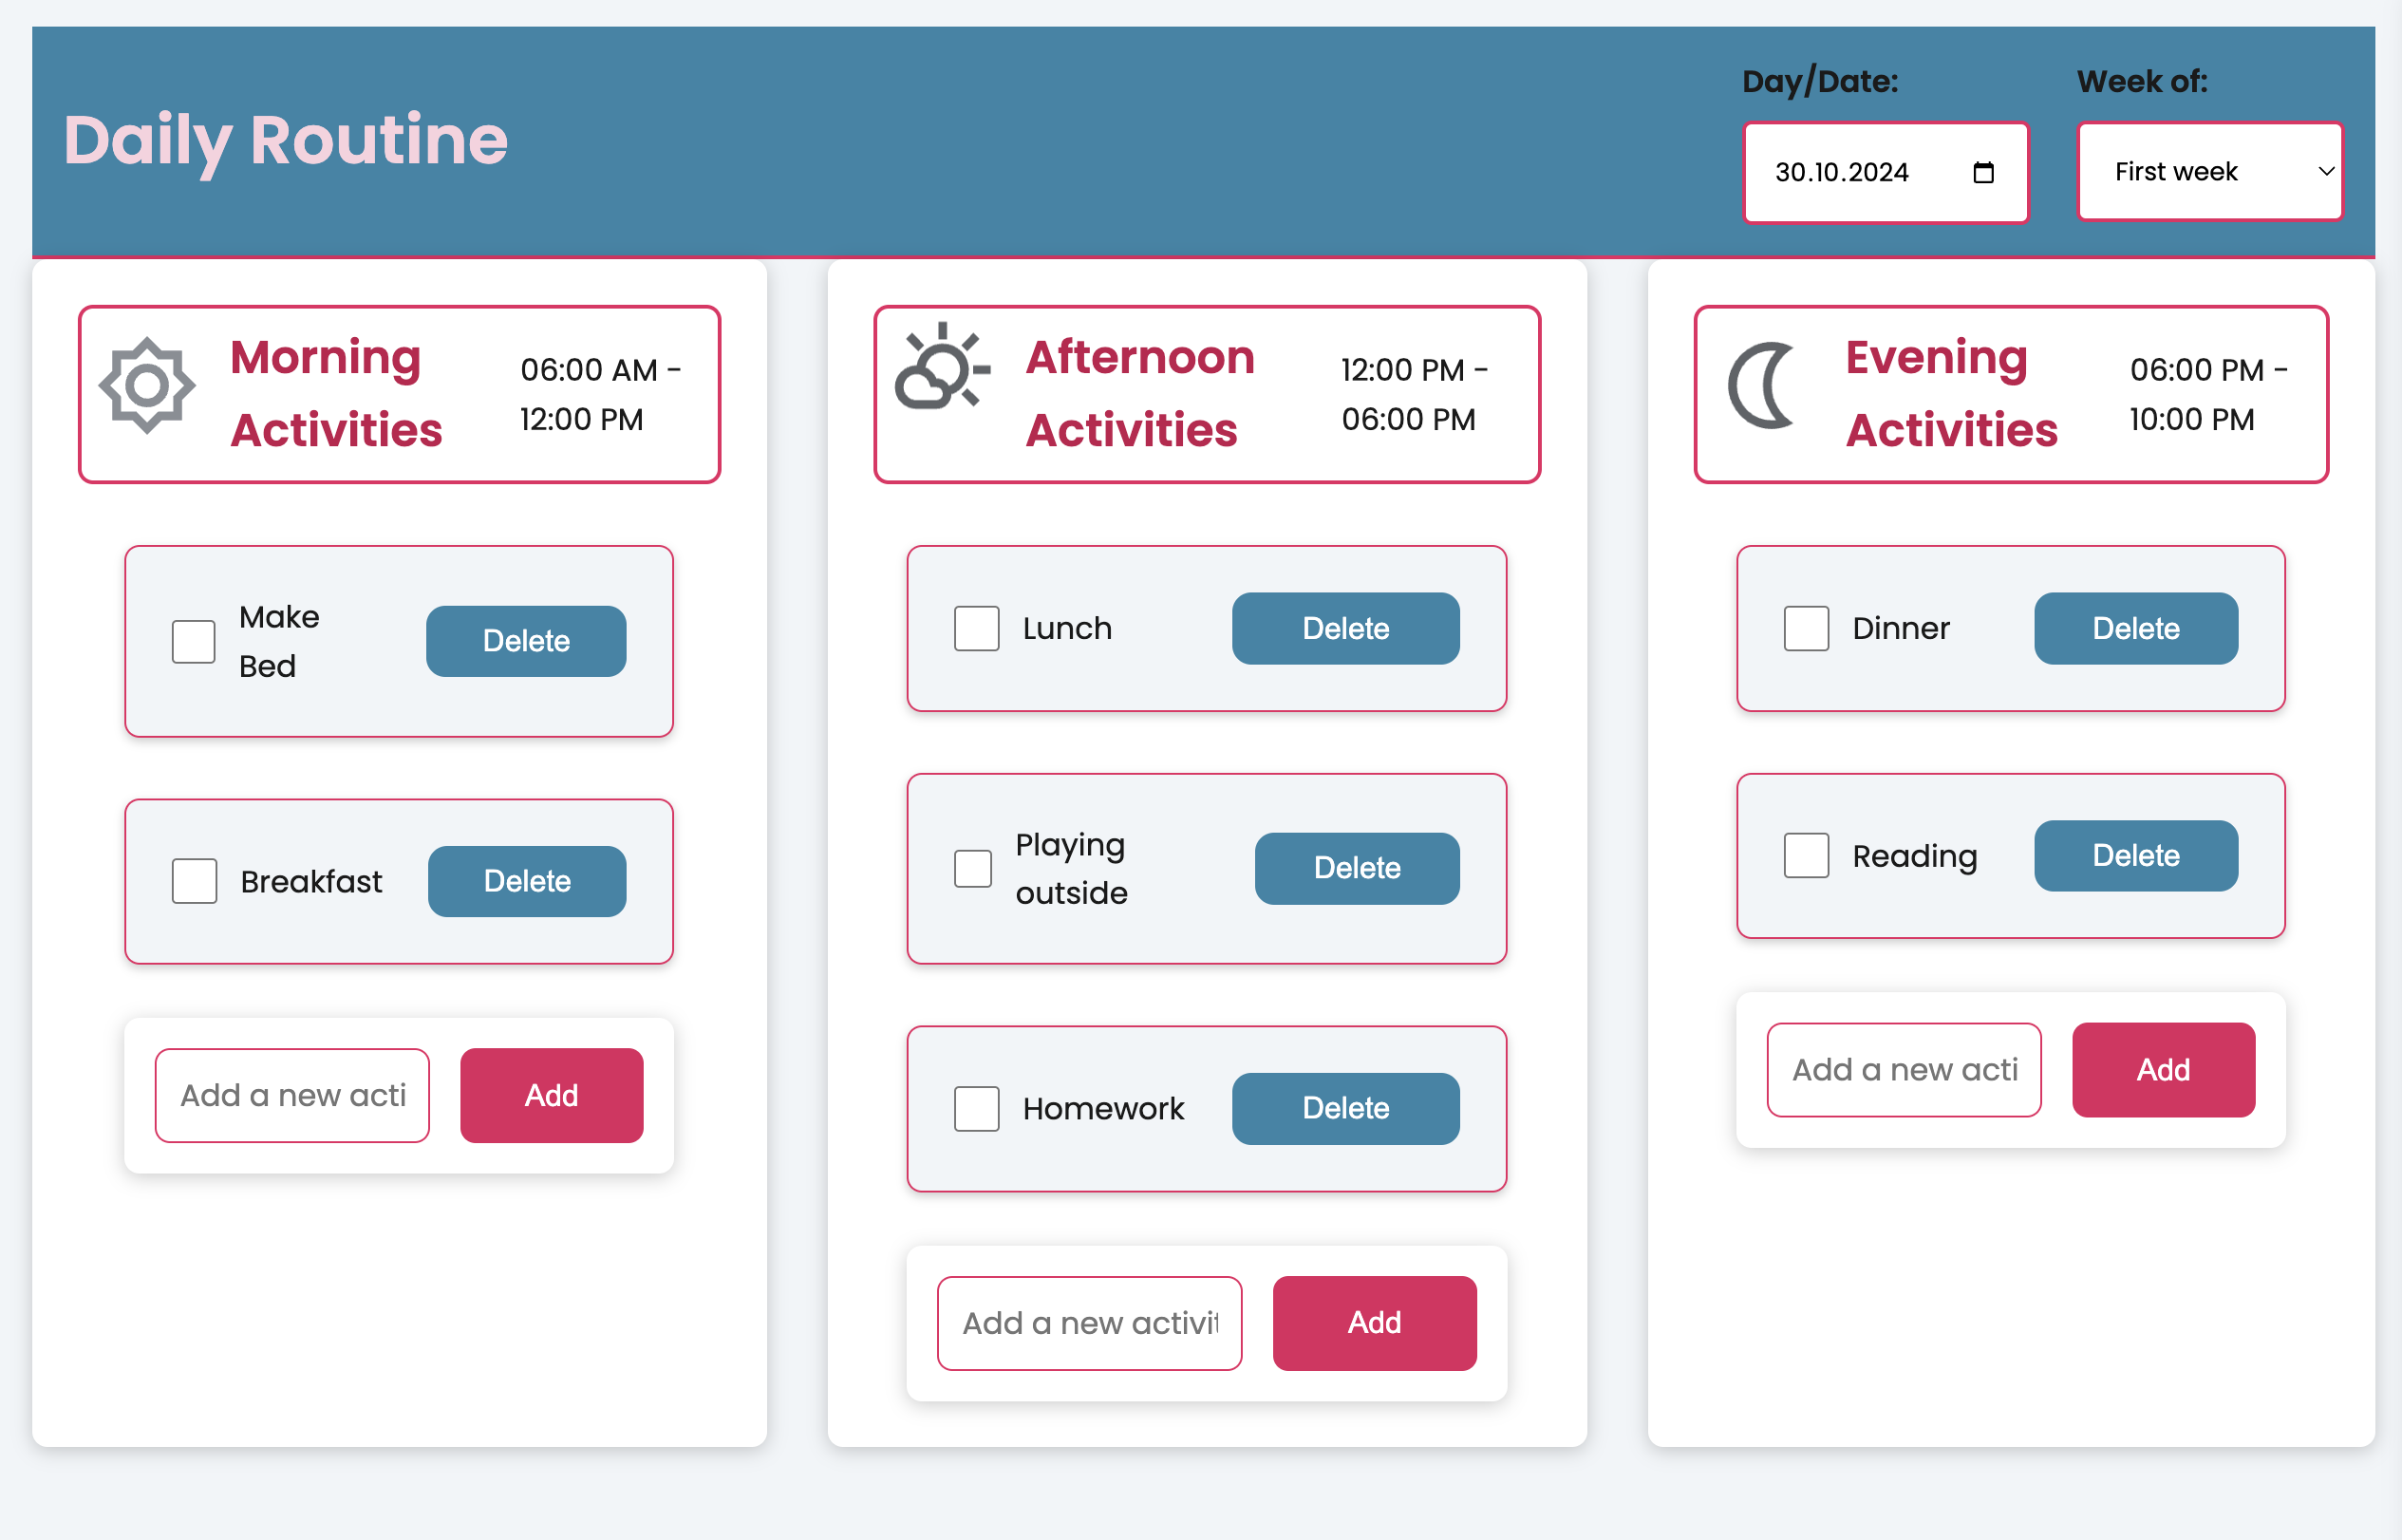 Daily Routine
Day/Date:
30.10.2024
Week of:
First week
Morning
Activities
06:00 AM -
12:00 PM
Make
Bed
Delete
Breakfast
Delete
Add a new acti
Add
Afternoon
Activities
12:00 PM -
06:00 PM
Lunch
Delete
Playing
outside
Delete
Homework
Delete
Add a new activit
Add
Evening
Activities
06:00 PM -
10:00 PM
Dinner
Delete
Reading
Delete
Add a new acti
Add